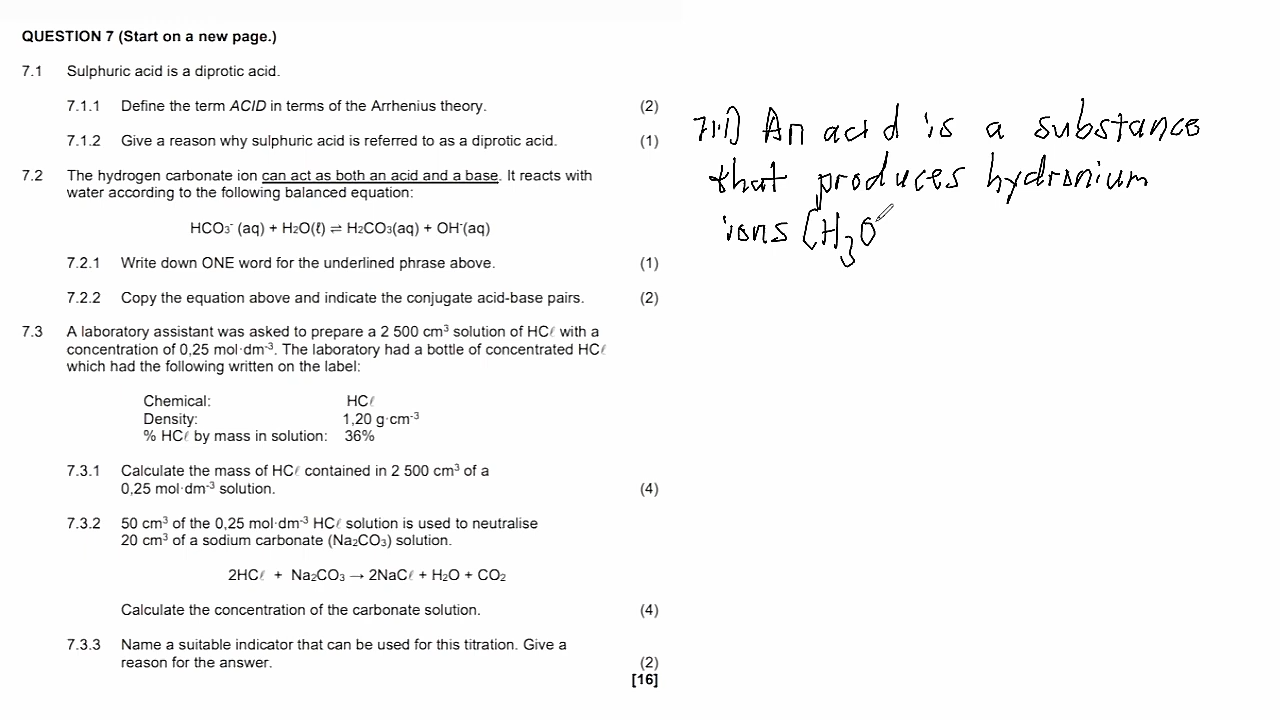 QUESTION 7 (Start on a new page.)
7.1 Sulphuric acid is a diprotic acid.
7.1.1 Define the term ACID in terms of the Arrhenius theory. (2)
7.1.2 Give a reason why sulphuric acid is referred to as a diprotic acid. (1)
7.2 The hydrogen carbonate ion can act as both an acid and a base. It reacts with
water according to the following balanced equation:
HCO₃⁻ (aq) + H₂O(ℓ) ⇌ H₂CO₃(aq) + OH⁻(aq)
7.2.1 Write down ONE word for the underlined phrase above. (1)
7.2.2 Copy the equation above and indicate the conjugate acid-base pairs. (2)
7.3 A laboratory assistant was asked to prepare a 2 500 cm³ solution of HCℓ with a
concentration of 0,25 mol·dm⁻³. The laboratory had a bottle of concentrated HCℓ
which had the following written on the label:
Chemical: HCℓ
Density: 1,20 g·cm⁻³
% HCℓ by mass in solution: 36%
7.3.1 Calculate the mass of HCℓ contained in 2 500 cm³ of a
0,25 mol·dm⁻³ solution. (4)
7.3.2 50 cm³ of the 0,25 mol·dm⁻³ HCℓ solution is used to neutralise
20 cm³ of a sodium carbonate (Na₂CO₃) solution.
2HCℓ + Na₂CO₃ → 2NaCℓ + H₂O + CO₂
Calculate the concentration of the carbonate solution. (4)
7.3.3 Name a suitable indicator that can be used for this titration. Give a
reason for the answer. (2)
[16]
7.1.1) An acid is a substance
that produces hydronium
ions (H₃O